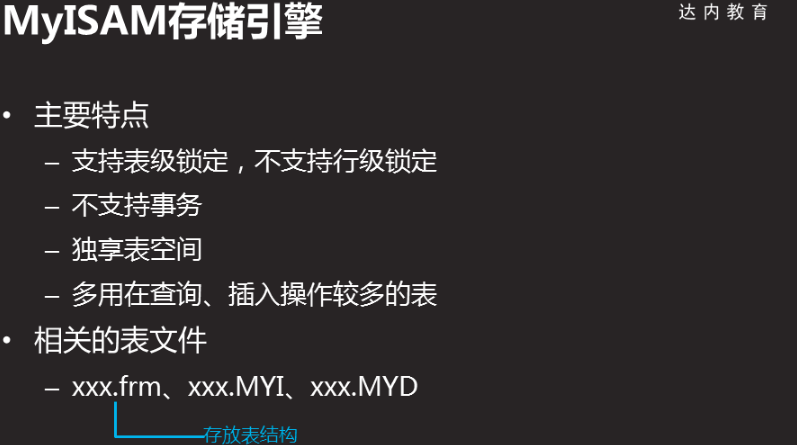 MyISAM存储引擎
达内教育
• 主要特点
– 支持表级锁定，不支持行级锁定
– 不支持事务
– 独享表空间
– 多用在查询、插入操作较多的表
• 相关的表文件
– xxx.frm、xxx.MYI、xxx.MYD
存放表结构